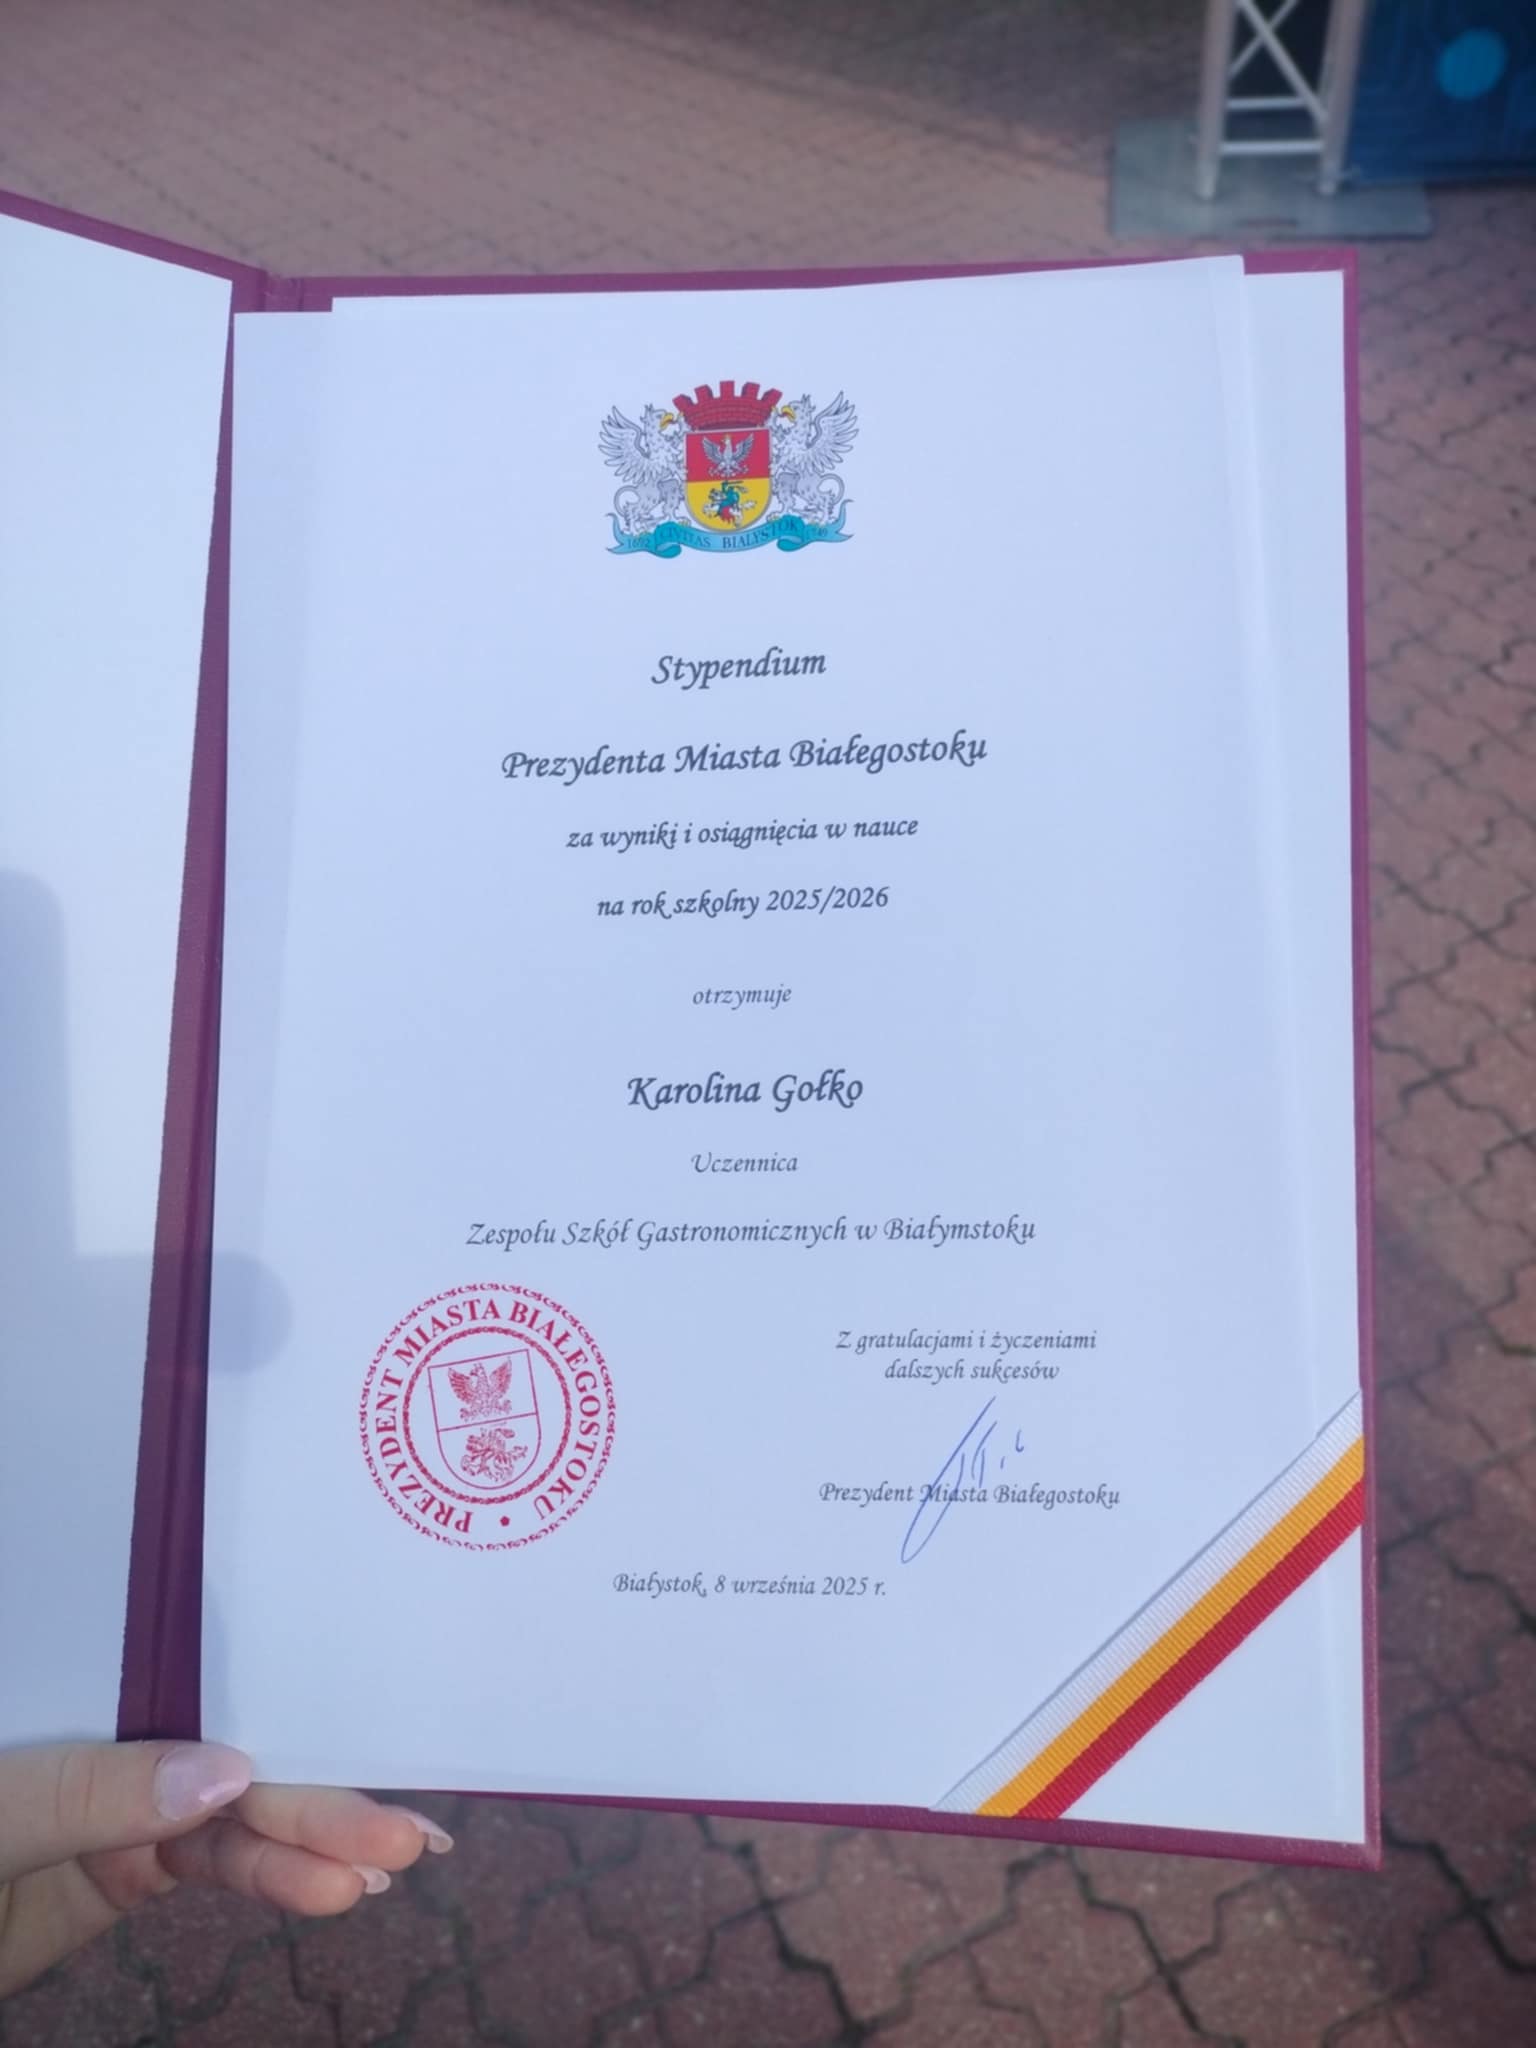 1692 CIVITAS BIALYSTOK 1749
Stypendium
Prezydenta Miasta Białegostoku
za wyniki i osiągnięcia w nauce
na rok szkolny 2025/2026
otrzymuje
Karolina Gołko
Uczennica
Zespołu Szkół Gastronomicznych w Białymstoku
PREZYDENT MIASTA BIAŁEGOSTOKU
Z gratulacjami i życzeniami
dalszych sukcesów
Prezydent Miasta Białegostoku
Białystok, 8 września 2025 r.